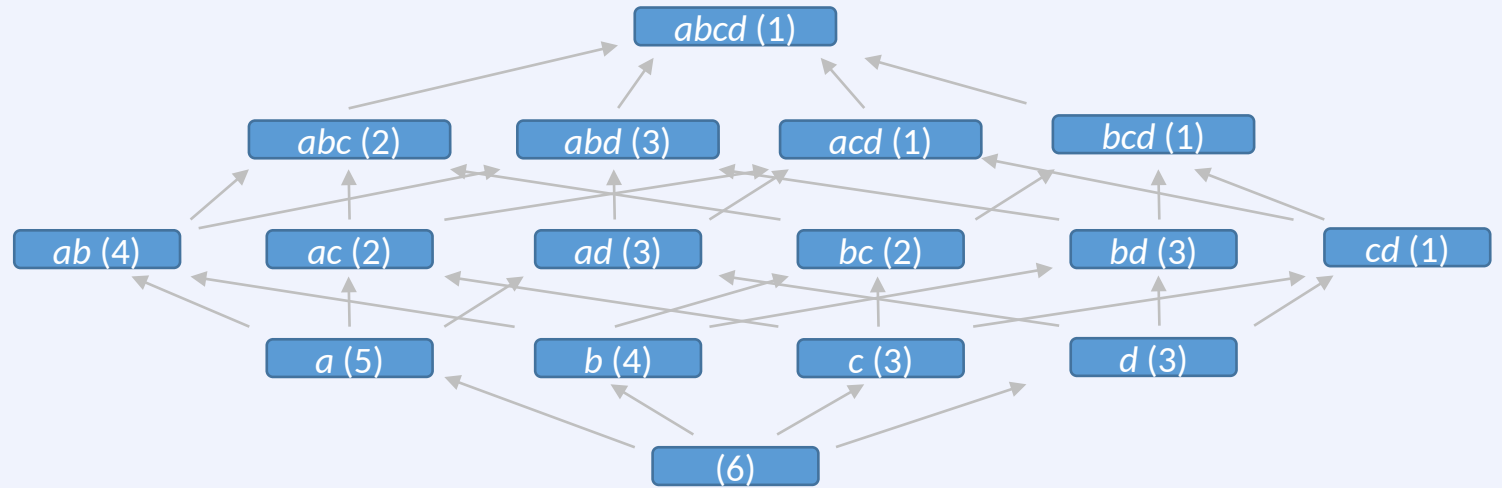 abcd (1)
abc (2) abd (3) acd (1) bcd (1)
ab (4) ac (2) ad (3) bc (2) bd (3) cd (1)
a (5) b (4) c (3) d (3)
(6)